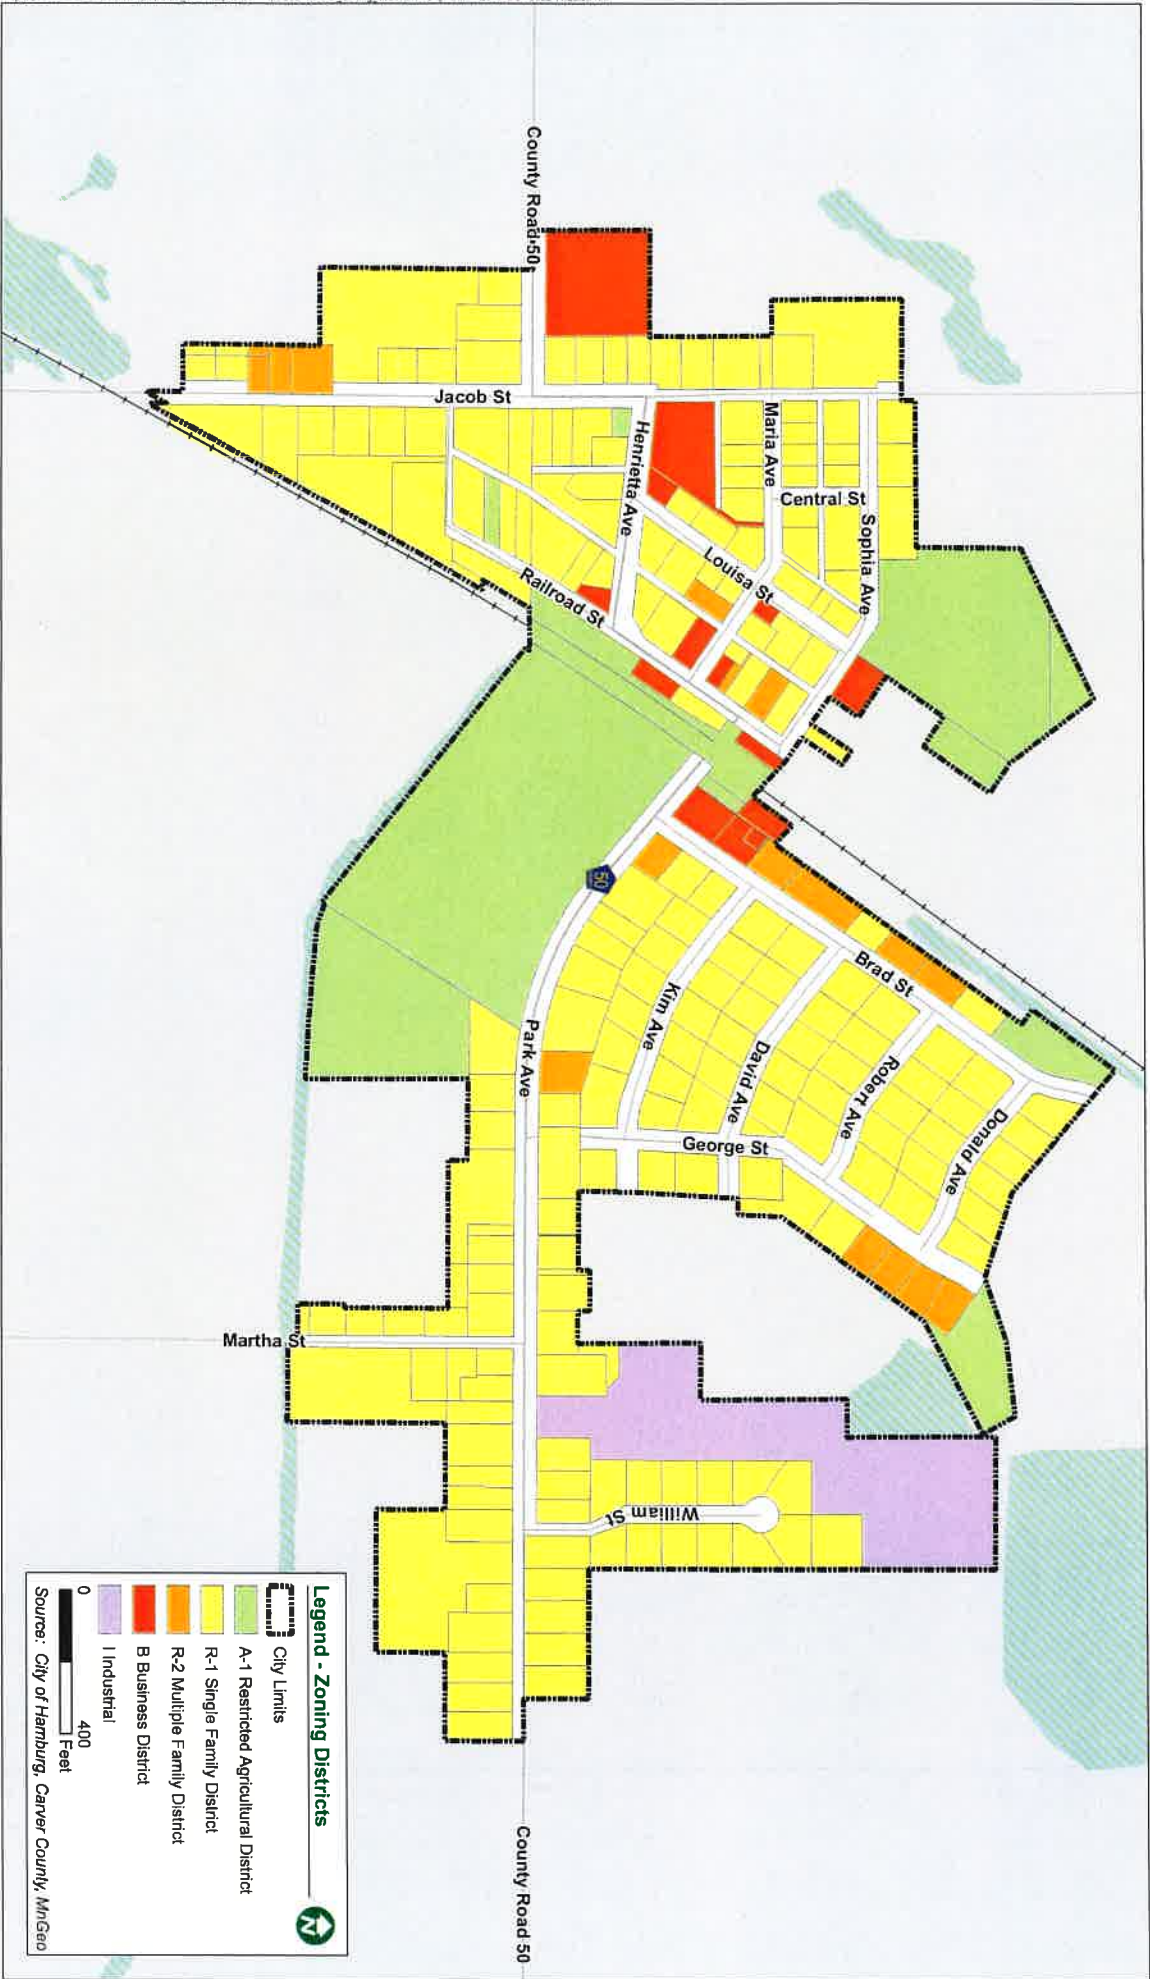 County Road 50
Jacob St
Henrietta Ave
Maria Ave
Central St
Sophia Ave
Louisa St
Railroad St
50
Brad St
Kim Ave
David Ave
Robert Ave
Donald Ave
Park Ave
George St
Martha St
William St
County Road 50
Legend - Zoning Districts
N
City Limits
A-1 Restricted Agricultural District
R-1 Single Family District
R-2 Multiple Family District
B Business District
I Industrial
0 400
Feet
Source: City of Hamburg, Carver County, MnGeo